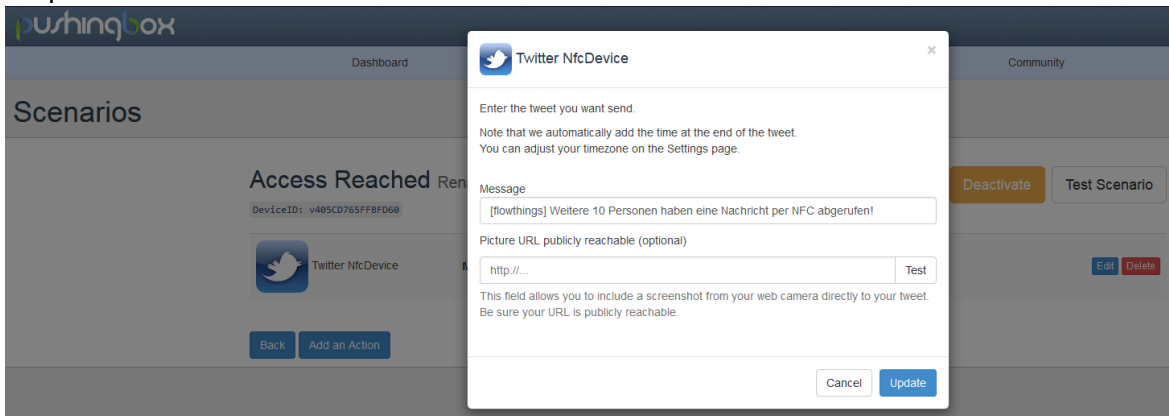 pushingbox
Dashboard
Community
Scenarios
Access Reached Ren
DeviceID: v405CD765FFBFD60
Deactivate
Test Scenario
Twitter NfcDevice
Edit
Delete
Back
Add an Action
Twitter NfcDevice
×
Enter the tweet you want send.
Note that we automatically add the time at the end of the tweet.
You can adjust your timezone on the Settings page.
Message
[flowthings] Weitere 10 Personen haben eine Nachricht per NFC abgerufen!
Picture URL publicly reachable (optional)
http://...
Test
This field allows you to include a screenshot from your web camera directly to your tweet.
Be sure your URL is publicly reachable.
Cancel
Update